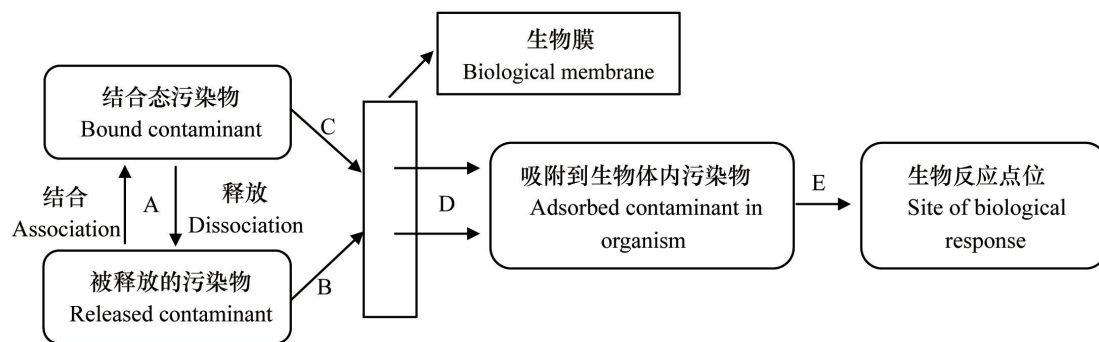 生物膜
Biological membrane
结合态污染物
Bound contaminant
C
结合
Association
A
释放
Dissociation
被释放的污染物
Released contaminant
B
D
吸附到生物体内污染物
Adsorbed contaminant in
organism
E
生物反应点位
Site of biological
response